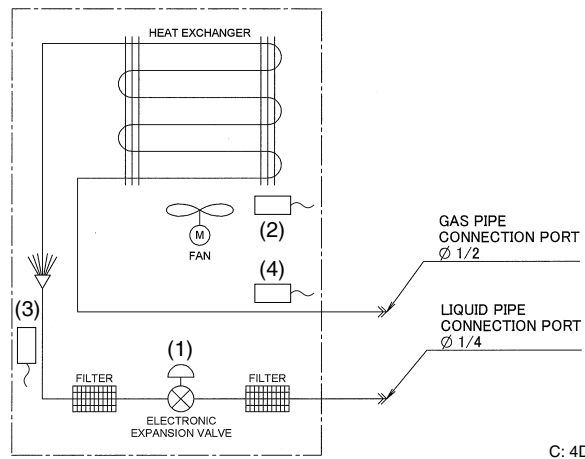 HEAT EXCHANGER
M
FAN
(2)
(4)
(3)
(1)
FILTER
FILTER
ELECTRONIC
EXPANSION VALVE
GAS PIPE
CONNECTION PORT
∅ 1/2
LIQUID PIPE
CONNECTION PORT
∅ 1/4
C: 4D